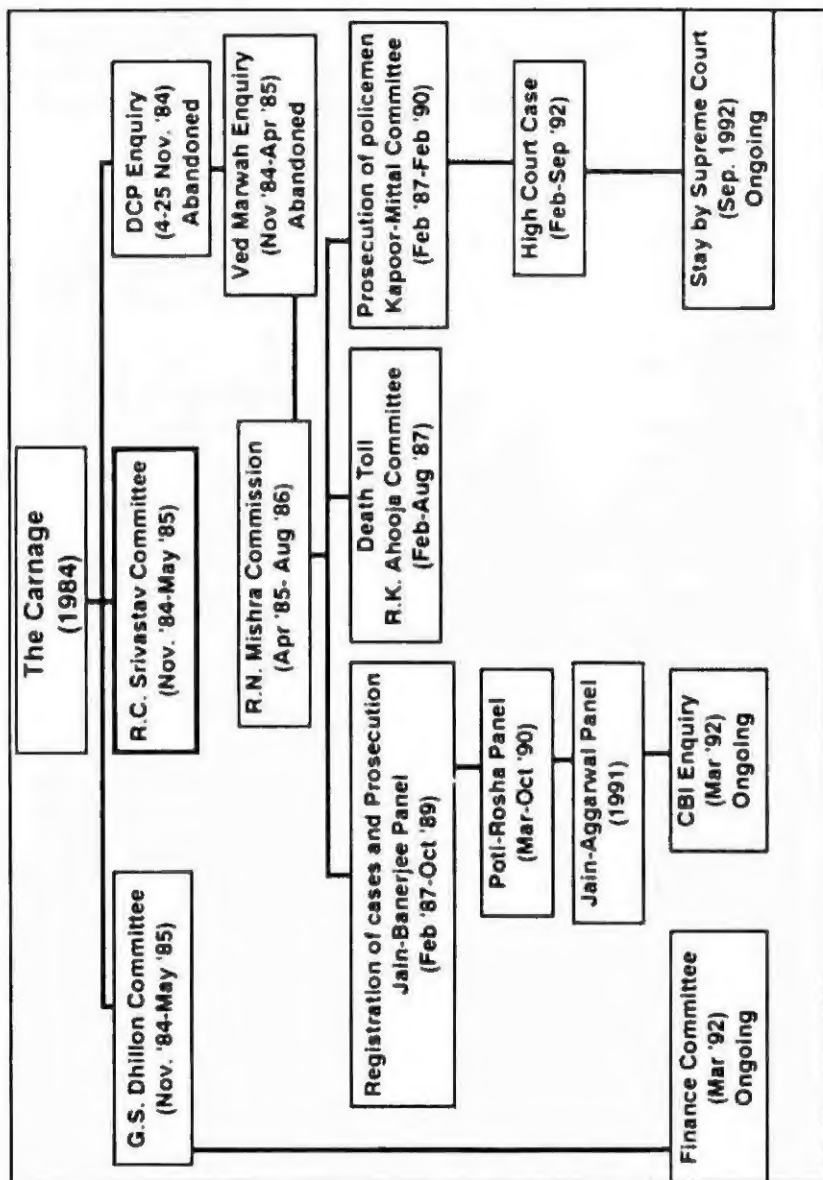 The Carnage
(1984)
G.S. Dhillon Committee
(Nov. '84-May '85)
R.C. Srivastav Committee
(Nov. '84-May '85)
DCP Enquiry
(4-25 Nov. '84)
Abandoned
Ved Marwah Enquiry
(Nov '84-Apr '85)
Abandoned
R.N. Mishra Commission
(Apr '85- Aug '86)
Registration of cases and Prosecution
Jain-Banerjee Panel
(Feb '87-Oct '89)
Death Toll
R.K. Ahooja Committee
(Feb-Aug '87)
Prosecution of policemen
Kapoor-Mittal Committee
(Feb '87-Feb '90)
Poti-Rosha Panel
(Mar-Oct '90)
High Court Case
(Feb-Sep '92)
Jain-Aggarwal Panel
(1991)
Finance Committee
(Mar '92)
Ongoing
CBI Enquiry
(Mar '92)
Ongoing
Stay by Supreme Court
(Sep. 1992)
Ongoing